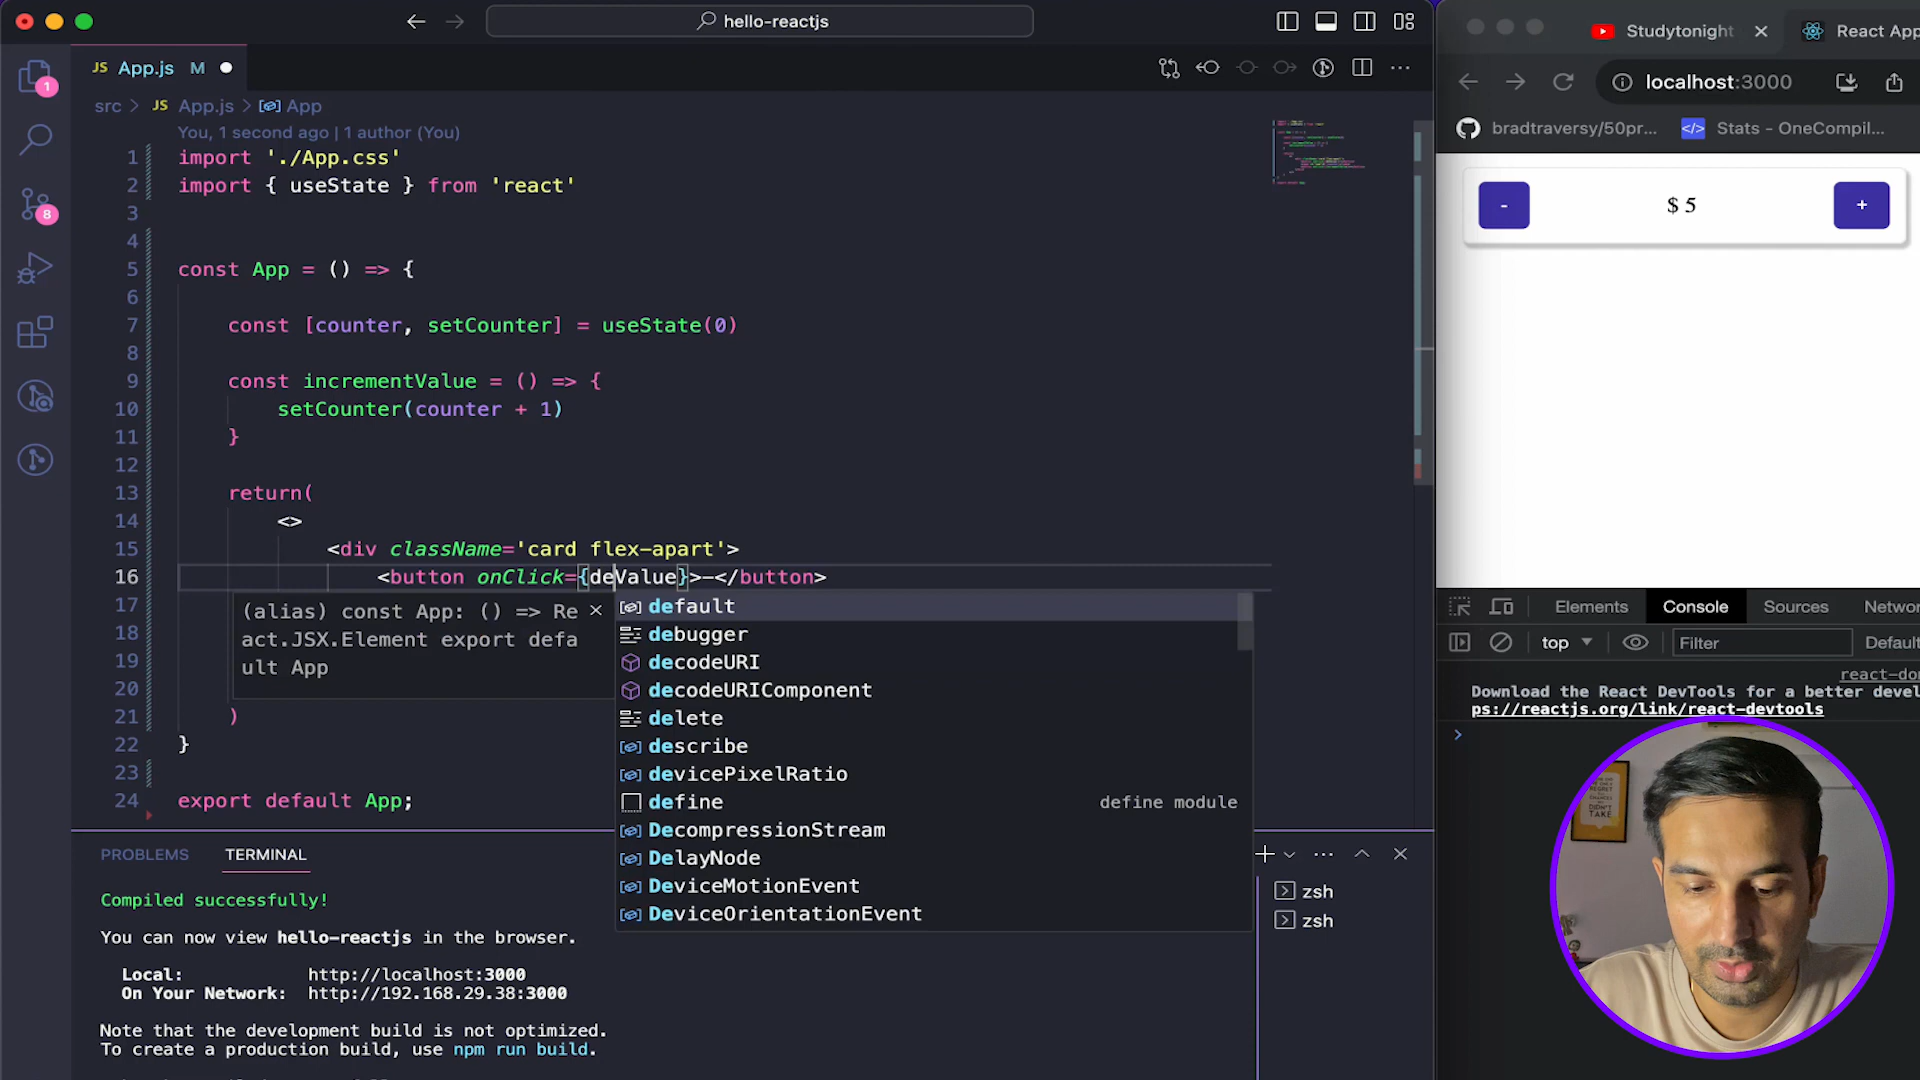 hello-reactjs
JS App.js M
src > JS App.js > App
You, 1 second ago | 1 author (You)
1 import './App.css'
2 import { useState } from 'react'
3
4
5 const App = () => {
6
7 const [counter, setCounter] = useState(0)
8
9 const incrementValue = () => {
10 setCounter(counter + 1)
11 }
12
13 return(
14 <>
15 <div className='card flex-apart'>
16 <button onClick={deValue}>-</button>
17
18
19
20
21 )
22 }
23
24 export default App;
(alias) const App: () => Re
act.JSX.Element export defa
ult App
default
debugger
decodeURI
decodeURIComponent
delete
describe
devicePixelRatio
define define module
DecompressionStream
DelayNode
DeviceMotionEvent
DeviceOrientationEvent
PROBLEMS TERMINAL
Compiled successfully!
You can now view hello-reactjs in the browser.
Local: http://localhost:3000
On Your Network: http://192.168.29.38:3000
Note that the development build is not optimized.
To create a production build, use npm run build.
zsh
zsh
1
8
Studytonight
React App
localhost:3000
bradtraversy/50pr...
Stats - OneCompil...
- $ 5 +
Elements Console Sources Networ
top Filter Default
react-do
Download the React DevTools for a better devel
ps://reactjs.org/link/react-devtools